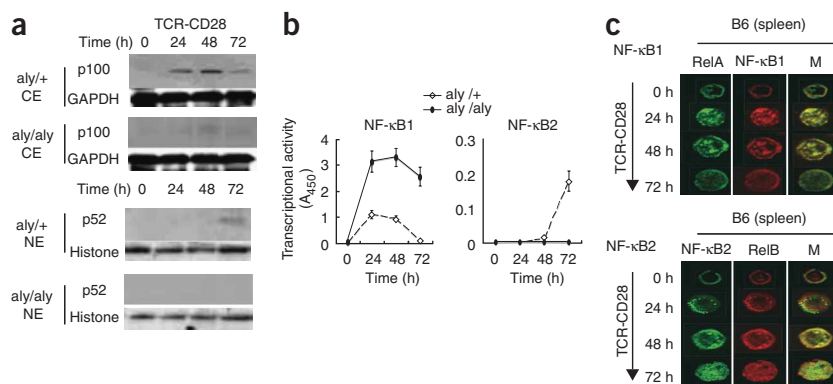 a
TCR-CD28
Time (h) 0 24 48 72
aly/+ CE
p100
GAPDH
aly/aly CE
p100
GAPDH
Time (h) 0 24 48 72
aly/+ NE
p52
Histone
aly/aly NE
p52
Histone
b
aly /+
aly /aly
NF-κB1
NF-κB2
Transcriptional activity
(A450)
4
3
2
1
0
0 24 48 72
Time (h)
0.3
0.2
0.1
0
0 24 48 72
Time (h)
c
B6 (spleen)
NF-κB1
RelA NF-κB1 M
TCR-CD28
0 h
24 h
48 h
72 h
B6 (spleen)
NF-κB2
NF-κB2 RelB M
TCR-CD28
0 h
24 h
48 h
72 h